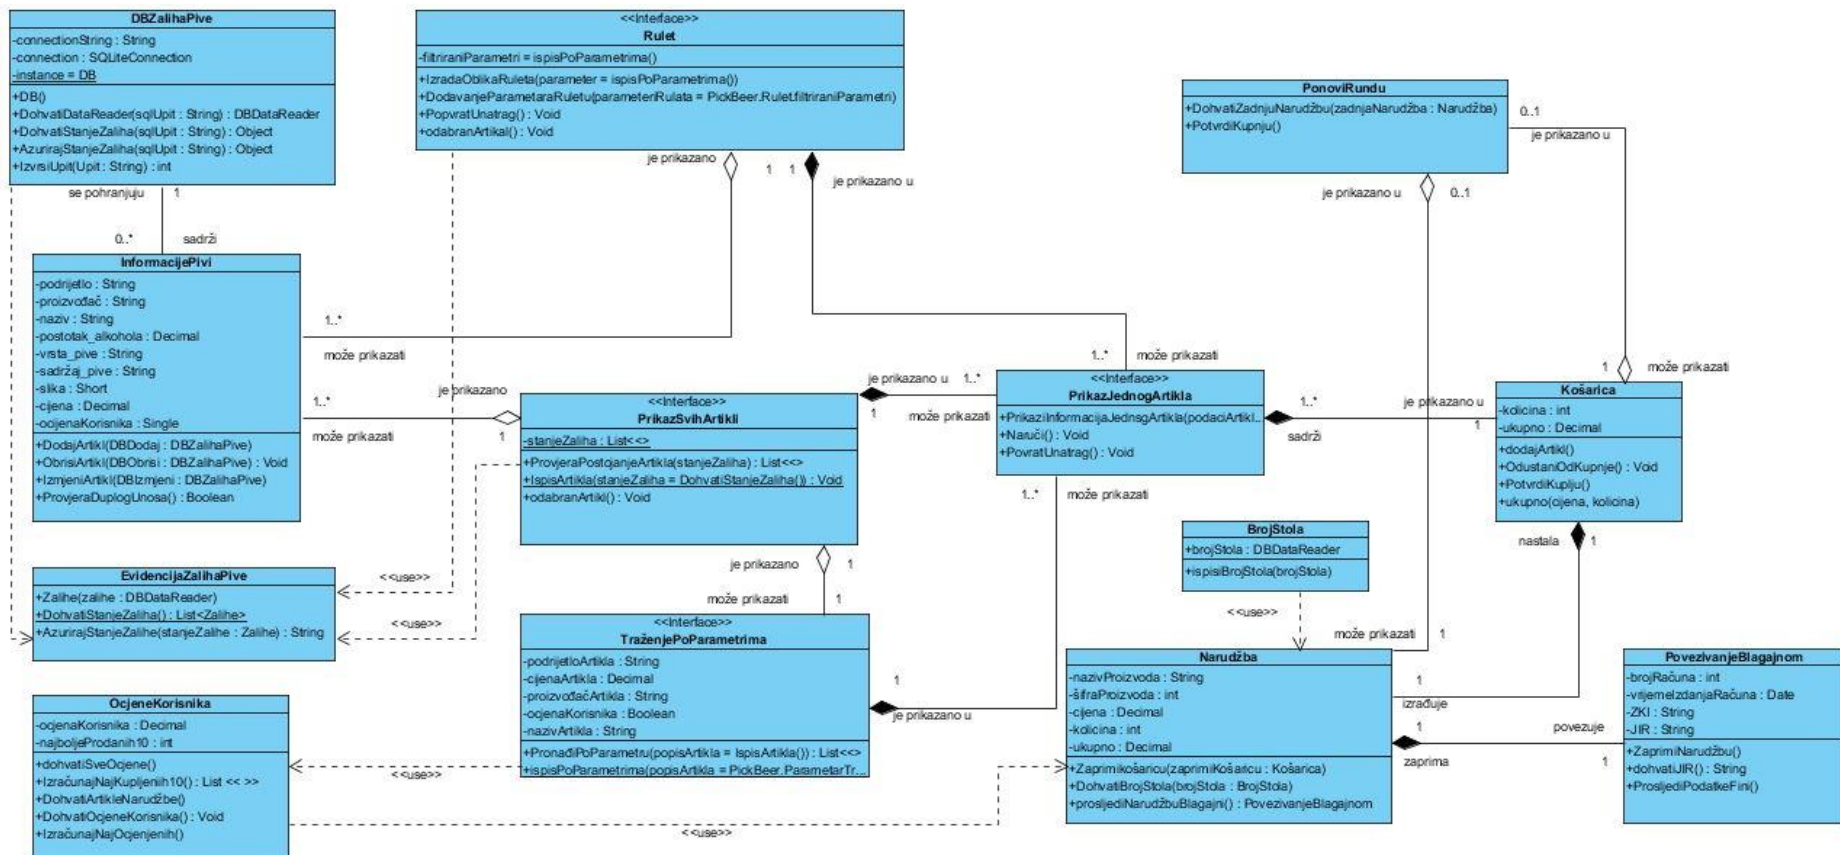 DBZalihaPive
-connectionString : String
-connection : SQLiteConnection
-instance = DB
+DB()
+DohvatiDataReader(sqlUpit : String) : DBDataReader
+DohvatiStanjeZaliha(sqlUpit : String) : Object
+AzurirajStanjeZaliha(sqlUpit : String) : Object
+IzvrsiUpit(Upit : String) : int
se pohranjuju 1
0..* sadrži
<<Interface>>
Rulet
-filtriraniParametri = ispisPoParametrima()
+IzradaOblikaRuleta(parameter = ispisPoParametrima())
+DodavanjeParametaraRuletu(parameteriRulata = PickBeer.Rulet.filtriraniParametri)
+PopvratUnatrag() : Void
+odabranArtikal() : Void
je prikazano 1
1 je prikazano u
PonoviRundu
+DohvatiZadnjuNarudžbu(zadnjaNarudžba : Narudžba)
+PotvrdiKupnju()
0..1
je prikazano u
je prikazano u 0..1
InformacijePivi
-podrijetlo : String
-proizvođač : String
-naziv : String
-postotak_alkohola : Decimal
-vrsta_pive : String
-sadržaj_pive : String
-slika : Short
-cijena : Decimal
-ocijenaKorisnika : Single
+DodajArtikl(DBDodaj : DBZalihaPive)
+ObrisiArtikl(DBObrisi : DBZalihaPive) : Void
+IzmjeniArtikl(DBIzmjeni : DBZalihaPive)
+ProvjeraDuplogUnosa() : Boolean
1..*
može prikazati
je prikazano
1..*
može prikazati 1
<<Interface>>
PrikazSvihArtikli
-stanjeZaliha : List<<>
+ProvjeraPostojanjeArtikla(stanjeZaliha) : List<<>
+IspisArtikla(stanjeZaliha = DohvatiStanjeZaliha()) : Void
+odabranArtikl() : Void
je prikazano u 1..*
1 može prikazati
1..* može prikazati
<<Interface>>
PrikazJednogArtikla
+PrikaziInformacijaJednsgArtikla(podaciArtikl...
+Naruči() : Void
+PovratUnatrag() : Void
1..* je prikazano u
sadrži 1
1 može prikazati
Košarica
-kolicina : int
-ukupno : Decimal
+dodajArtikl()
+OdustaniOdKupnje() : Void
+PotvrdiKuplju()
+ukupno(cijena, kolicina)
nastala 1
1..* može prikazati
BrojStola
+brojStola : DBDataReader
+ispisiBrojStola(brojStola)
<<use>>
EvidencijaZalihaPive
+Zalihe(zalihe : DBDataReader)
+DohvatiStanjeZaliha() : List<Zalihe>
+AzurirajStanjeZalihe(stanjeZalihe : Zalihe) : String
<<use>>
<<use>>
je prikazano 1
može prikazati 1
<<Interface>>
TraženjePoParametrima
-podrijetloArtikla : String
-cijenaArtikla : Decimal
-proizvođačArtikla : String
-ocjenaKorisnika : Boolean
-nazivArtikla : String
+PronađiPoParametru(popisArtikla = IspisArtikla()) : List<<>
+ispisPoParametrima(popisArtikla = PickBeer.ParametarTr...
1
je prikazano u
može prikazati 1
Narudžba
-nazivProizvoda : String
-šifraProizvoda : int
-cijena : Decimal
-kolicina : int
-ukupno : Decimal
+Zaprimikošaricu(zaprimiKošaricu : Košarica)
+DohvatiBrojStola(brojStola : BrojStola)
+prosljediNarudžbuBlagajni() : PovezivanjeBlagajnom
1
izrađuje
1 povezuje
zaprima 1
PovezivanjeBlagajnom
-brojRačuna : int
-vrijemeIzdanjaRačuna : Date
-ZKI : String
-JIR : String
+ZaprimiNarudžbu()
+dohvatiJIR() : String
+ProsljediPodatkeFini()
OcjeneKorisnika
-ocjenaKorisnika : Decimal
-najboljeProdanih10 : int
+dohvatiSveOcjene()
+IzračunajNajKupljenih10() : List << >>
+DohvatiArtikleNarudžbe()
+DohvatiOcjeneKorisnika() : Void
+IzračunajNajOcjenjenih()
<<use>>
<<use>>